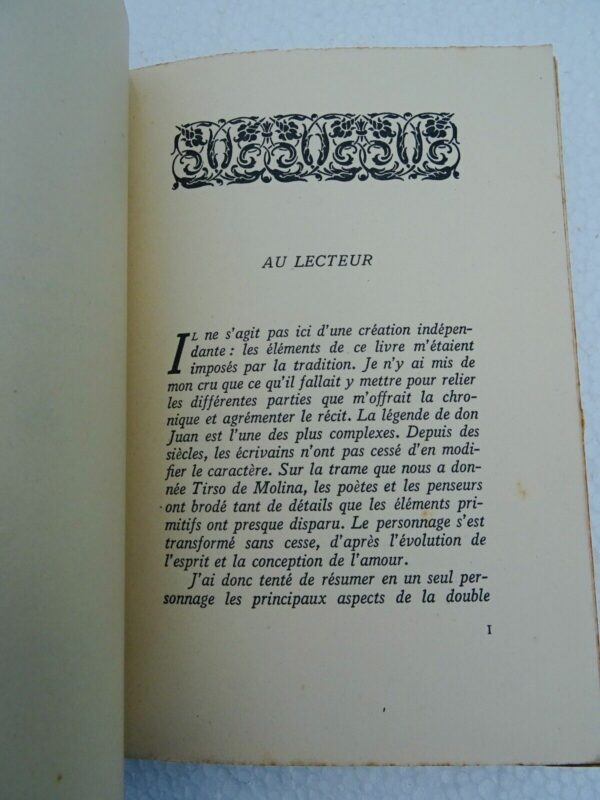 AU LECTEUR
IL ne s'agit pas ici d'une création indépen-
dante : les éléments de ce livre m'étaient
imposés par la tradition. Je n'y ai mis de
mon cru que ce qu'il fallait y mettre pour relier
les différentes parties que m'offrait la chro-
nique et agrémenter le récit. La légende de don
Juan est l'une des plus complexes. Depuis des
siècles, les écrivains n'ont pas cessé d'en modi-
fier le caractère. Sur la trame que nous a don-
née Tirso de Molina, les poètes et les penseurs
ont brodé tant de détails que les éléments pri-
mitifs ont presque disparu. Le personnage s'est
transformé sans cesse, d'après l'évolution de
l'esprit et la conception de l'amour.
J'ai donc tenté de résumer en un seul per-
sonnage les principaux aspects de la double
I